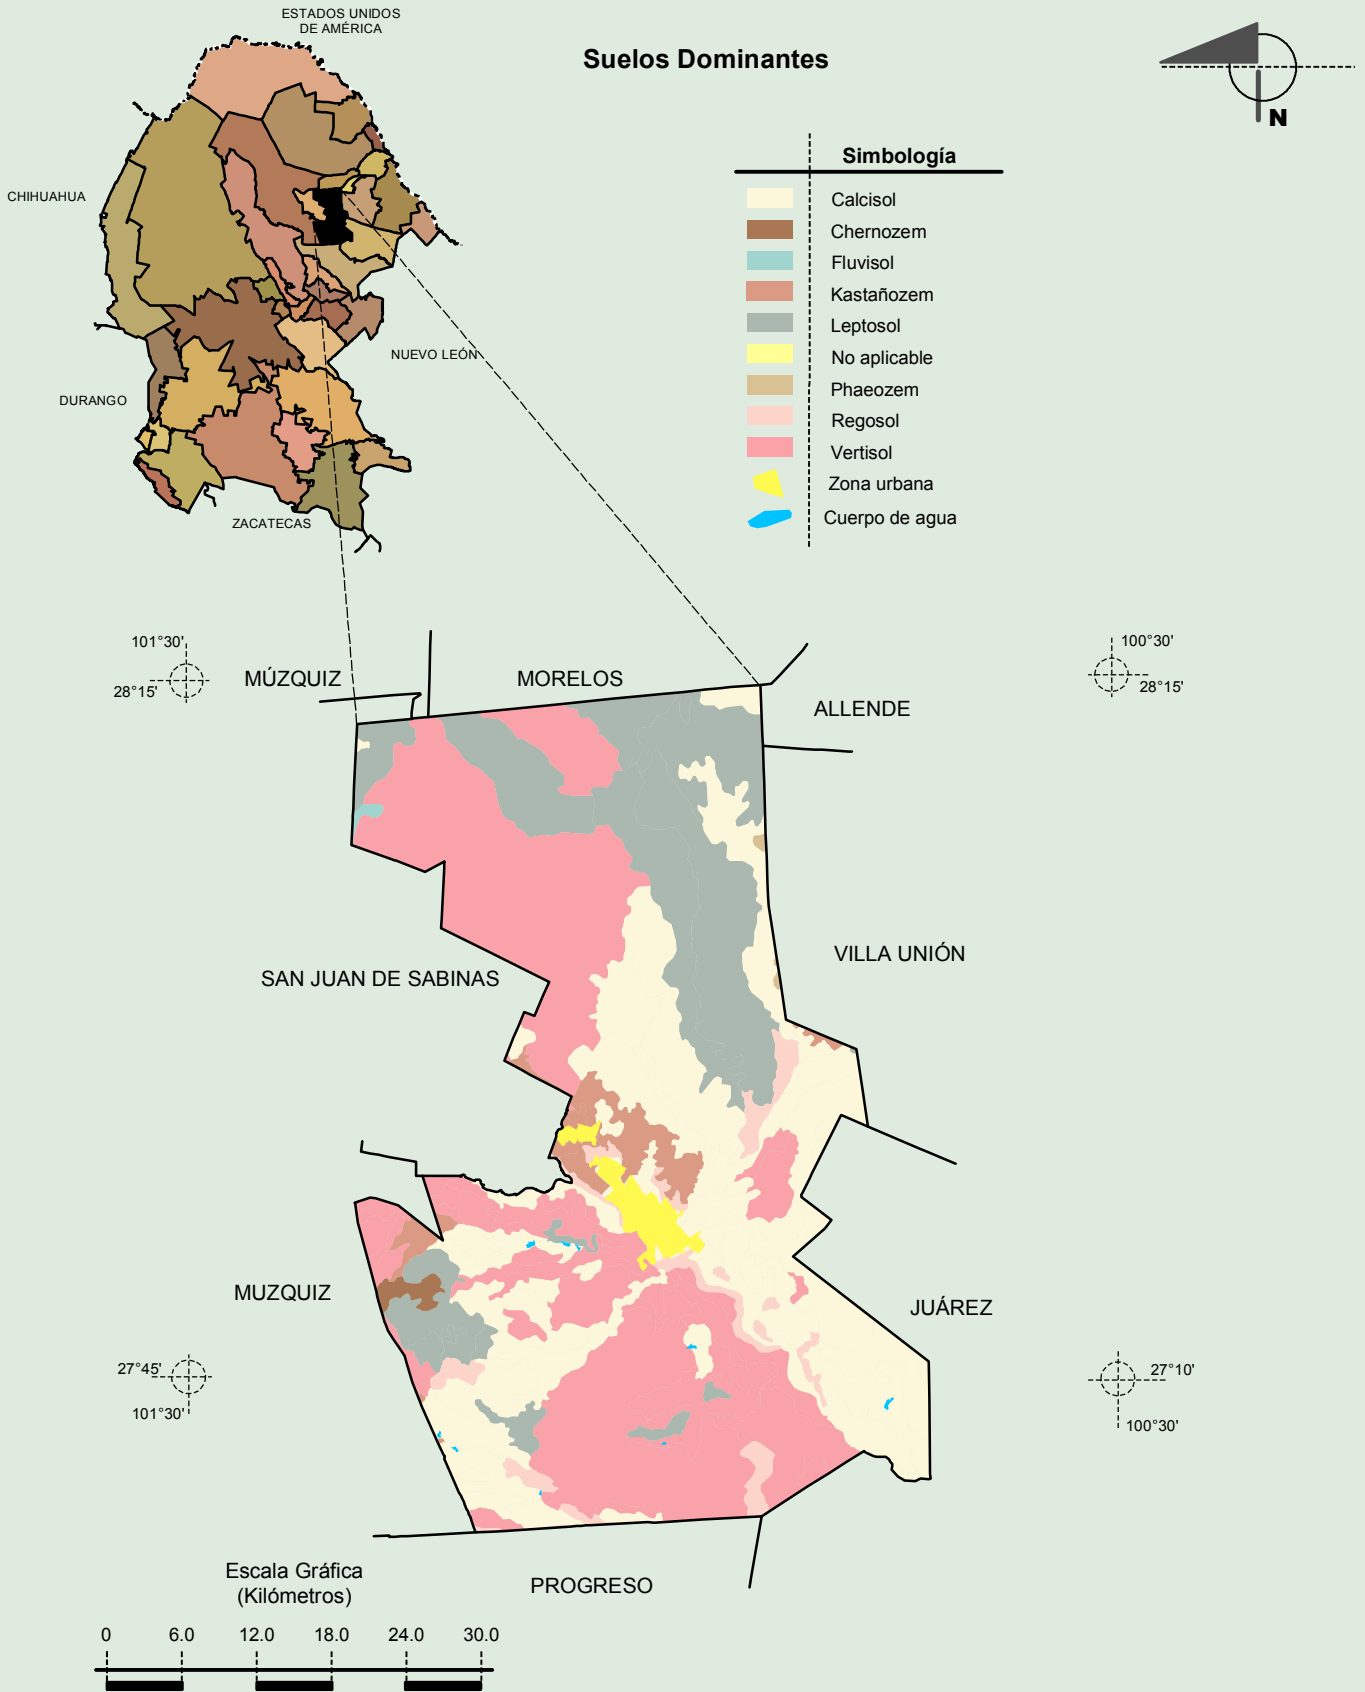 ESTADOS UNIDOS
DE AMÉRICA
Suelos Dominantes
N
Simbología
Calcisol
Chernozem
Fluvisol
Kastañozem
Leptosol
No aplicable
Phaeozem
Regosol
Vertisol
Zona urbana
Cuerpo de agua
CHIHUAHUA
NUEVO LEÓN
DURANGO
ZACATECAS
101°30'
28°15'
MÚZQUIZ
MORELOS
100°30'
28°15'
ALLENDE
VILLA UNIÓN
SAN JUAN DE SABINAS
MUZQUIZ
JUÁREZ
27°45'
101°30'
27°10'
100°30'
PROGRESO
Escala Gráfica
(Kilómetros)
0 6.0 12.0 18.0 24.0 30.0